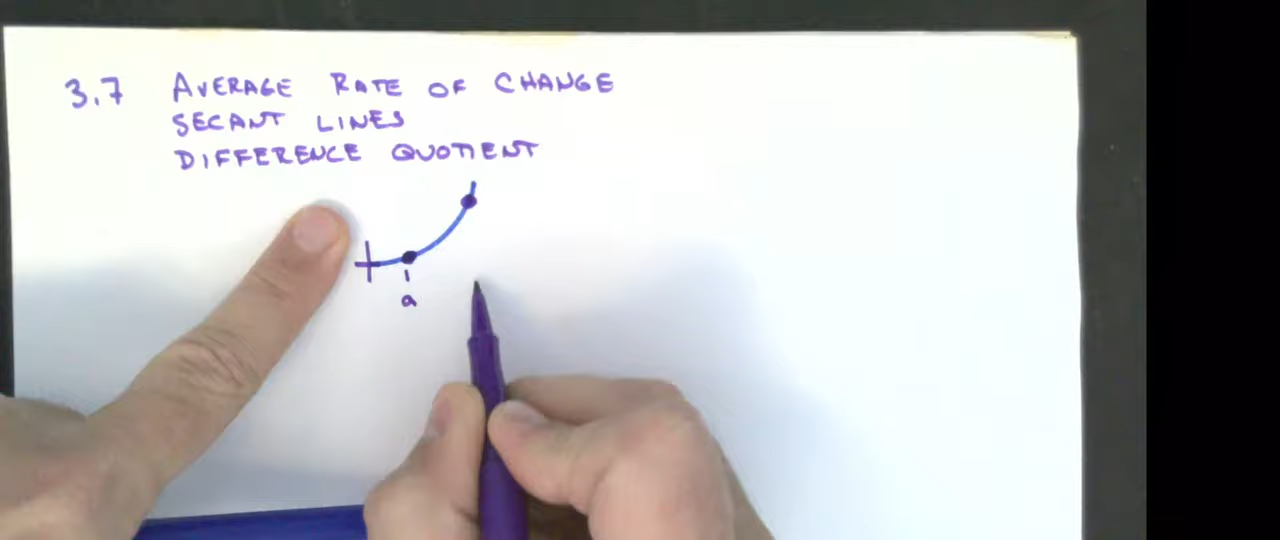 3.7 AVERAGE RATE OF CHANGE
SECANT LINES
DIFFERENCE QUOTIENT
a